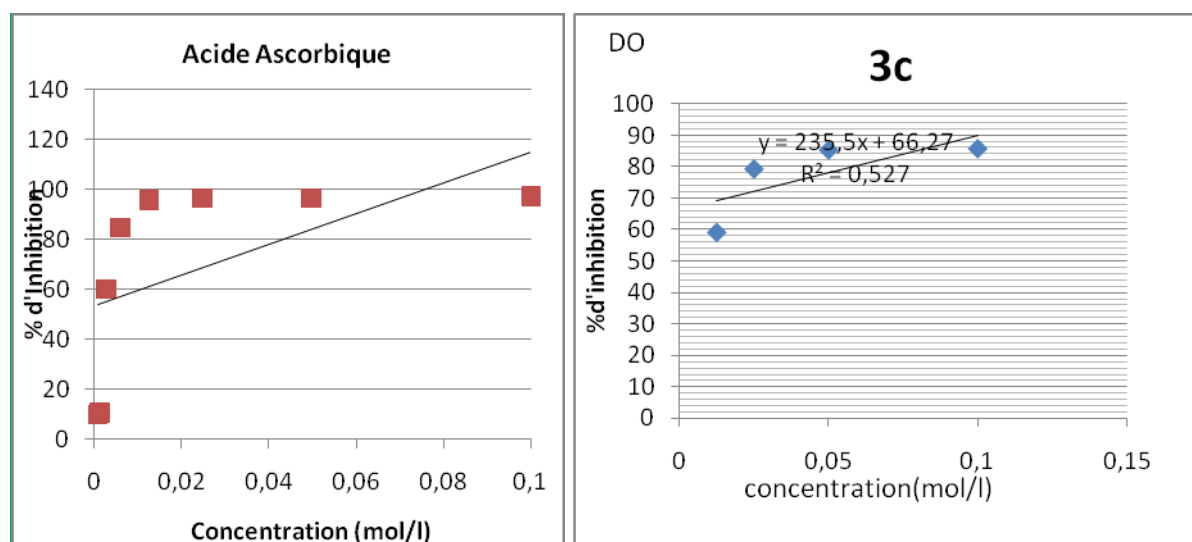 Acide Ascorbique
% d'Inhibition
140
120
100
80
60
40
20
0
0 0,02 0,04 0,06 0,08 0,1
Concentration (mol/l)
DO
3c
%d'inhibition
100
90
80
70
60
50
40
30
20
10
0
y = 235,5x + 66,27
R² = 0,527
0 0,05 0,1 0,15
concentration(mol/l)